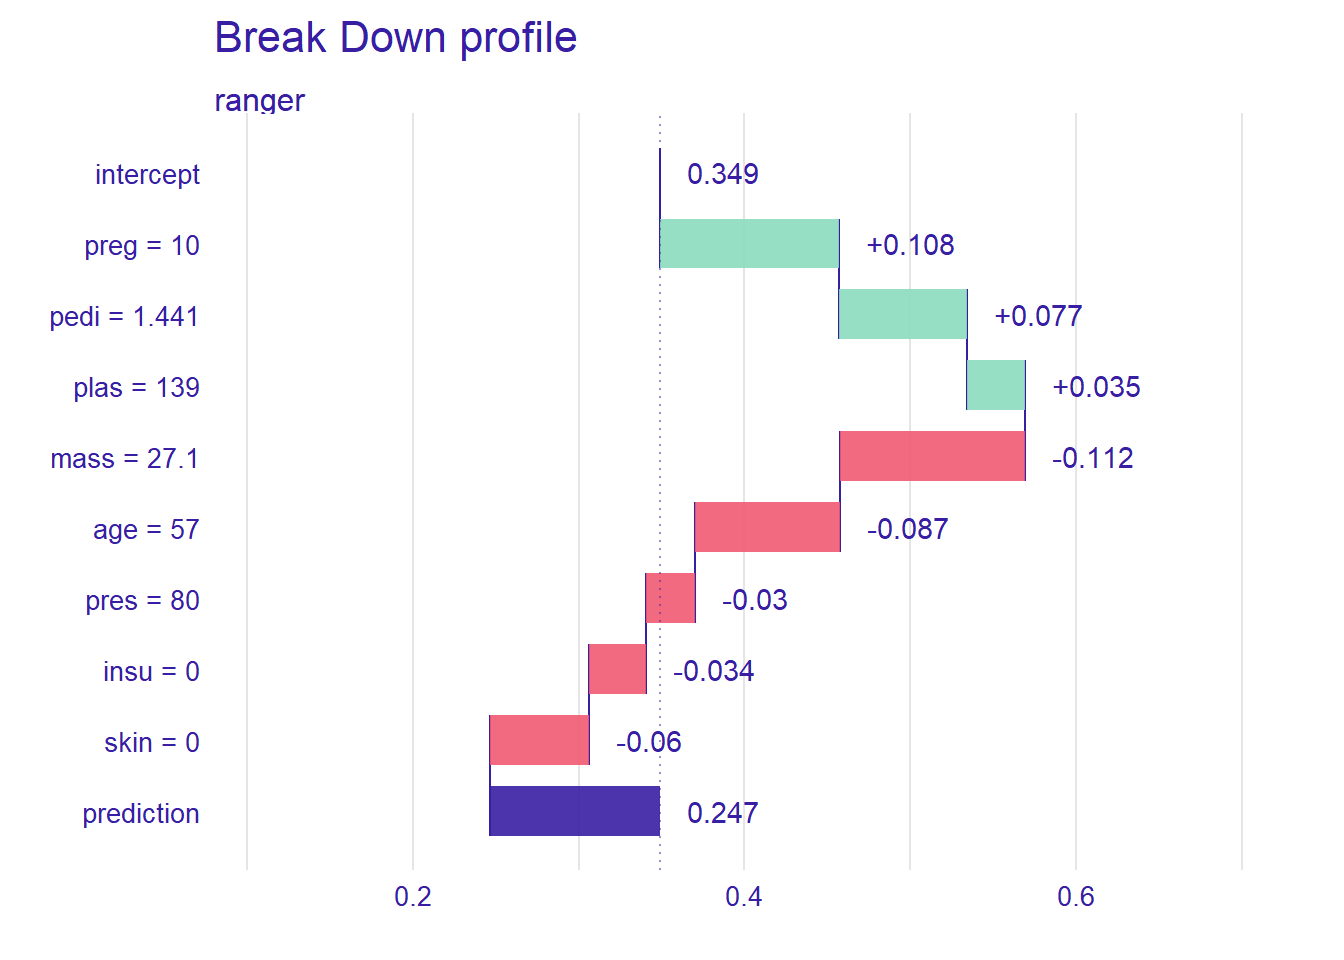 Break Down profile
ranger
intercept 0.349
preg = 10 +0.108
pedi = 1.441 +0.077
plas = 139 +0.035
mass = 27.1 -0.112
age = 57 -0.087
pres = 80 -0.03
insu = 0 -0.034
skin = 0 -0.06
prediction 0.247
0.2 0.4 0.6